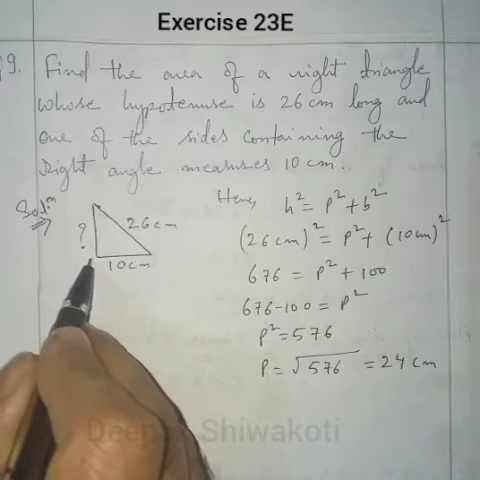 Exercise 23E
9. Find the area of a right triangle
whose hypotenuse is 26 cm long and
one of the sides containing the
right angle measures 10 cm.
Solⁿ
?
26 cm
10cm
Here,
h² = p² + b²
(26 cm)² = p² + (10cm)²
676 = p² + 100
676-100 = p²
p² = 576
p = √576 = 24 cm
Deepak Shiwakoti